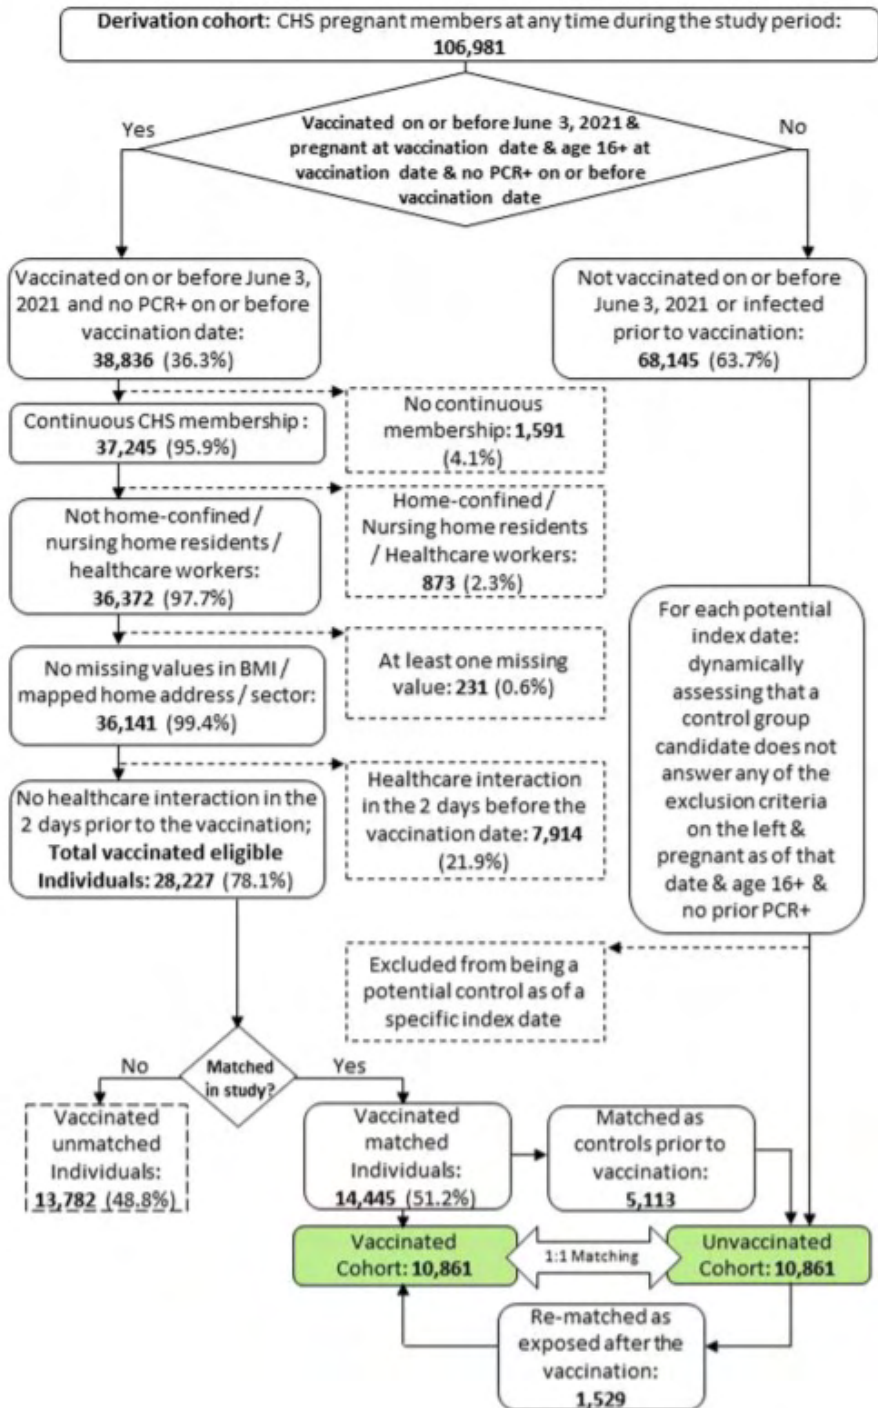 Derivation cohort: CHS pregnant members at any time during the study period:
106,981
Yes
Vaccinated on or before June 3, 2021 &
pregnant at vaccination date & age 16+ at
vaccination date & no PCR+ on or before
vaccination date
No
Vaccinated on or before June 3,
2021 and no PCR+ on or before
vaccination date:
38,836 (36.3%)
Not vaccinated on or before
June 3, 2021 or infected
prior to vaccination:
68,145 (63.7%)
Continuous CHS membership :
37,245 (95.9%)
No continuous
membership: 1,591
(4.1%)
Not home-confined /
nursing home residents /
healthcare workers:
36,372 (97.7%)
Home-confined /
Nursing home residents
/ Healthcare workers:
873 (2.3%)
No missing values in BMI /
mapped home address / sector:
36,141 (99.4%)
At least one missing
value: 231 (0.6%)
No healthcare interaction in the
2 days prior to the vaccination;
Total vaccinated eligible
Individuals: 28,227 (78.1%)
Healthcare interaction
in the 2 days before the
vaccination date: 7,914
(21.9%)
For each potential
index date:
dynamically
assessing that a
control group
candidate does not
answer any of the
exclusion criteria
on the left &
pregnant as of that
date & age 16+ &
no prior PCR+
Excluded from being a
potential control as of a
specific index date
No
Matched
in study?
Yes
Vaccinated
unmatched
Individuals:
13,782 (48.8%)
Vaccinated
matched
Individuals:
14,445 (51.2%)
Matched as
controls prior to
vaccination:
5,113
Vaccinated
Cohort: 10,861
1:1 Matching
Unvaccinated
Cohort: 10,861
Re-matched as
exposed after the
vaccination:
1,529